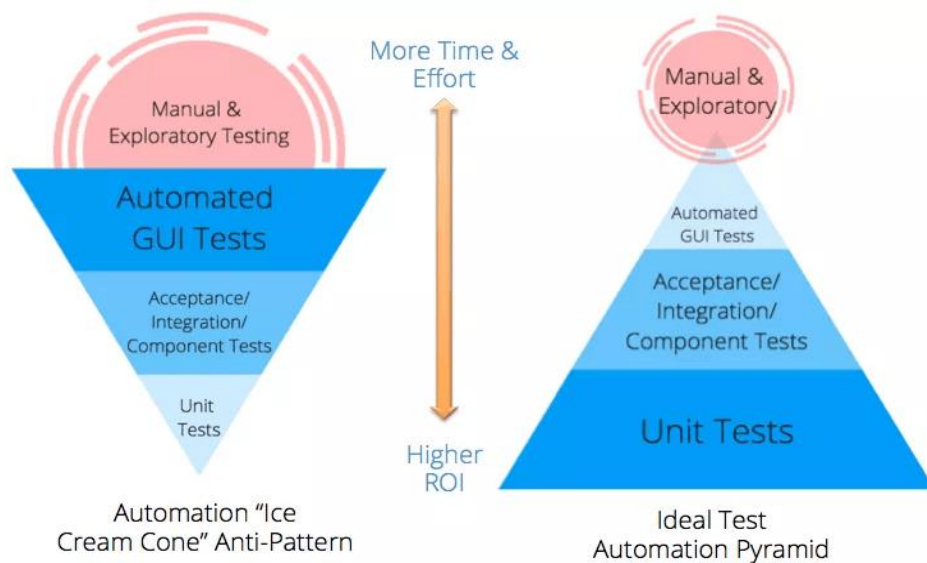 Manual &
Exploratory Testing
Automated
GUI Tests
Acceptance/
Integration/
Component Tests
Unit
Tests
Automation “Ice
Cream Cone” Anti-Pattern
More Time &
Effort
Higher
ROI
Manual &
Exploratory
Automated
GUI Tests
Acceptance/
Integration/
Component Tests
Unit Tests
Ideal Test
Automation Pyramid